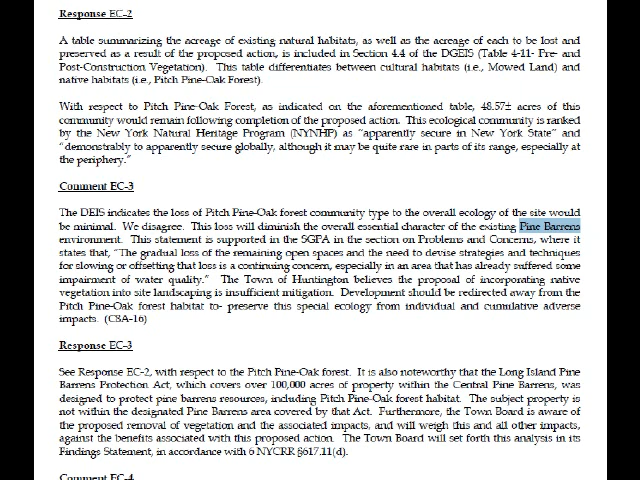 Response EC-2
A table summarizing the acreage of existing natural habitats, as well as the acreage of each to be lost and
preserved as a result of the proposed action, is included in Section 4.4 of the DGEIS (Table 4-11- Pre- and
Post-Construction Vegetation). This table differentiates between cultural habitats (i.e., Mowed Land) and
native habitats (i.e., Pitch Pine-Oak Forest).
With respect to Pitch Pine-Oak Forest, as indicated on the aforementioned table, 48.57± acres of this
community would remain following completion of the proposed action. This ecological community is ranked
by the New York Natural Heritage Program (NYNHP) as "apparently secure in New York State" and
"demonstrably to apparently secure globally, although it may be quite rare in parts of its range, especially at
the periphery."
Comment EC-3
The DEIS indicates the loss of Pitch Pine-Oak forest community type to the overall ecology of the site would
be minimal. We disagree. This loss will diminish the overall essential character of the existing Pine Barrens
environment. This statement is supported in the SGPA in the section on Problems and Concerns, where it
states that, "The gradual loss of the remaining open spaces and the need to devise strategies and techniques
for slowing or offsetting that loss is a continuing concern, especially in an area that has already suffered some
impairment of water quality." The Town of Huntington believes the proposal of incorporating native
vegetation into site landscaping is insufficient mitigation. Development should be redirected away from the
Pitch Pine-Oak forest habitat to- preserve this special ecology from individual and cumulative adverse
impacts. (C8A-16)
Response EC-3
See Response EC-2, with respect to the Pitch Pine-Oak forest. It is also noteworthy that the Long Island Pine
Barrens Protection Act, which covers over 100,000 acres of property within the Central Pine Barrens, was
designed to protect pine barrens resources, including Pitch Pine-Oak forest habitat. The subject property is
not within the designated Pine Barrens area covered by that Act. Furthermore, the Town Board is aware of
the proposed removal of vegetation and the associated impacts, and will weigh this and all other impacts,
against the benefits associated with this proposed action. The Town Board will set forth this analysis in its
Findings Statement, in accordance with 6 NYCRR §617.11(d).
Comment EC-4